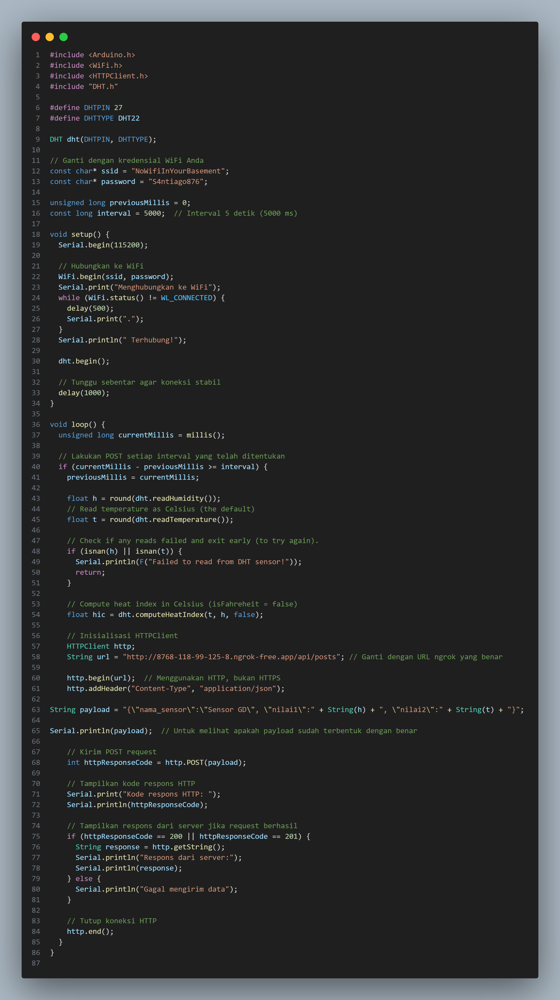 1 #include <Arduino.h>
2 #include <WiFi.h>
3 #include <HTTPClient.h>
4 #include "DHT.h"
5
6 #define DHTPIN 27
7 #define DHTTYPE DHT22
8
9 DHT dht(DHTPIN, DHTTYPE);
10
11 // Ganti dengan kredensial WiFi Anda
12 const char* ssid = "NoWifiInYourBasement";
13 const char* password = "S4ntiago876";
14
15 unsigned long previousMillis = 0;
16 const long interval = 5000;  // Interval 5 detik (5000 ms)
17
18 void setup() {
19   Serial.begin(115200);
20
21   // Hubungkan ke WiFi
22   WiFi.begin(ssid, password);
23   Serial.print("Menghubungkan ke WiFi");
24   while (WiFi.status() != WL_CONNECTED) {
25     delay(500);
26     Serial.print(".");
27   }
28   Serial.println(" Terhubung!");
29
30   dht.begin();
31
32   // Tunggu sebentar agar koneksi stabil
33   delay(1000);
34 }
35
36 void loop() {
37   unsigned long currentMillis = millis();
38
39   // Lakukan POST setiap interval yang telah ditentukan
40   if (currentMillis - previousMillis >= interval) {
41     previousMillis = currentMillis;
42
43     float h = round(dht.readHumidity());
44     // Read temperature as Celsius (the default)
45     float t = round(dht.readTemperature());
46
47     // Check if any reads failed and exit early (to try again).
48     if (isnan(h) || isnan(t)) {
49       Serial.println(F("Failed to read from DHT sensor!"));
50       return;
51     }
52
53     // Compute heat index in Celsius (isFahreheit = false)
54     float hic = dht.computeHeatIndex(t, h, false);
55
56     // Inisialisasi HTTPClient
57     HTTPClient http;
58     String url = "http://8768-118-99-125-8.ngrok-free.app/api/posts"; // Ganti dengan URL ngrok yang benar
59
60     http.begin(url);  // Menggunakan HTTP, bukan HTTPS
61     http.addHeader("Content-Type", "application/json");
62
63 String payload = "{\"nama_sensor\":\"Sensor GD\", \"nilai1\":" + String(h) + ", \"nilai2\":" + String(t) + "}";
64
65 Serial.println(payload);  // Untuk melihat apakah payload sudah terbentuk dengan benar
66
67     // Kirim POST request
68     int httpResponseCode = http.POST(payload);
69
70     // Tampilkan kode respons HTTP
71     Serial.print("Kode respons HTTP: ");
72     Serial.println(httpResponseCode);
73
74     // Tampilkan respons dari server jika request berhasil
75     if (httpResponseCode == 200 || httpResponseCode == 201) {
76       String response = http.getString();
77       Serial.println("Respons dari server:");
78       Serial.println(response);
79     } else {
80       Serial.println("Gagal mengirim data");
81     }
82
83     // Tutup koneksi HTTP
84     http.end();
85   }
86 }
87